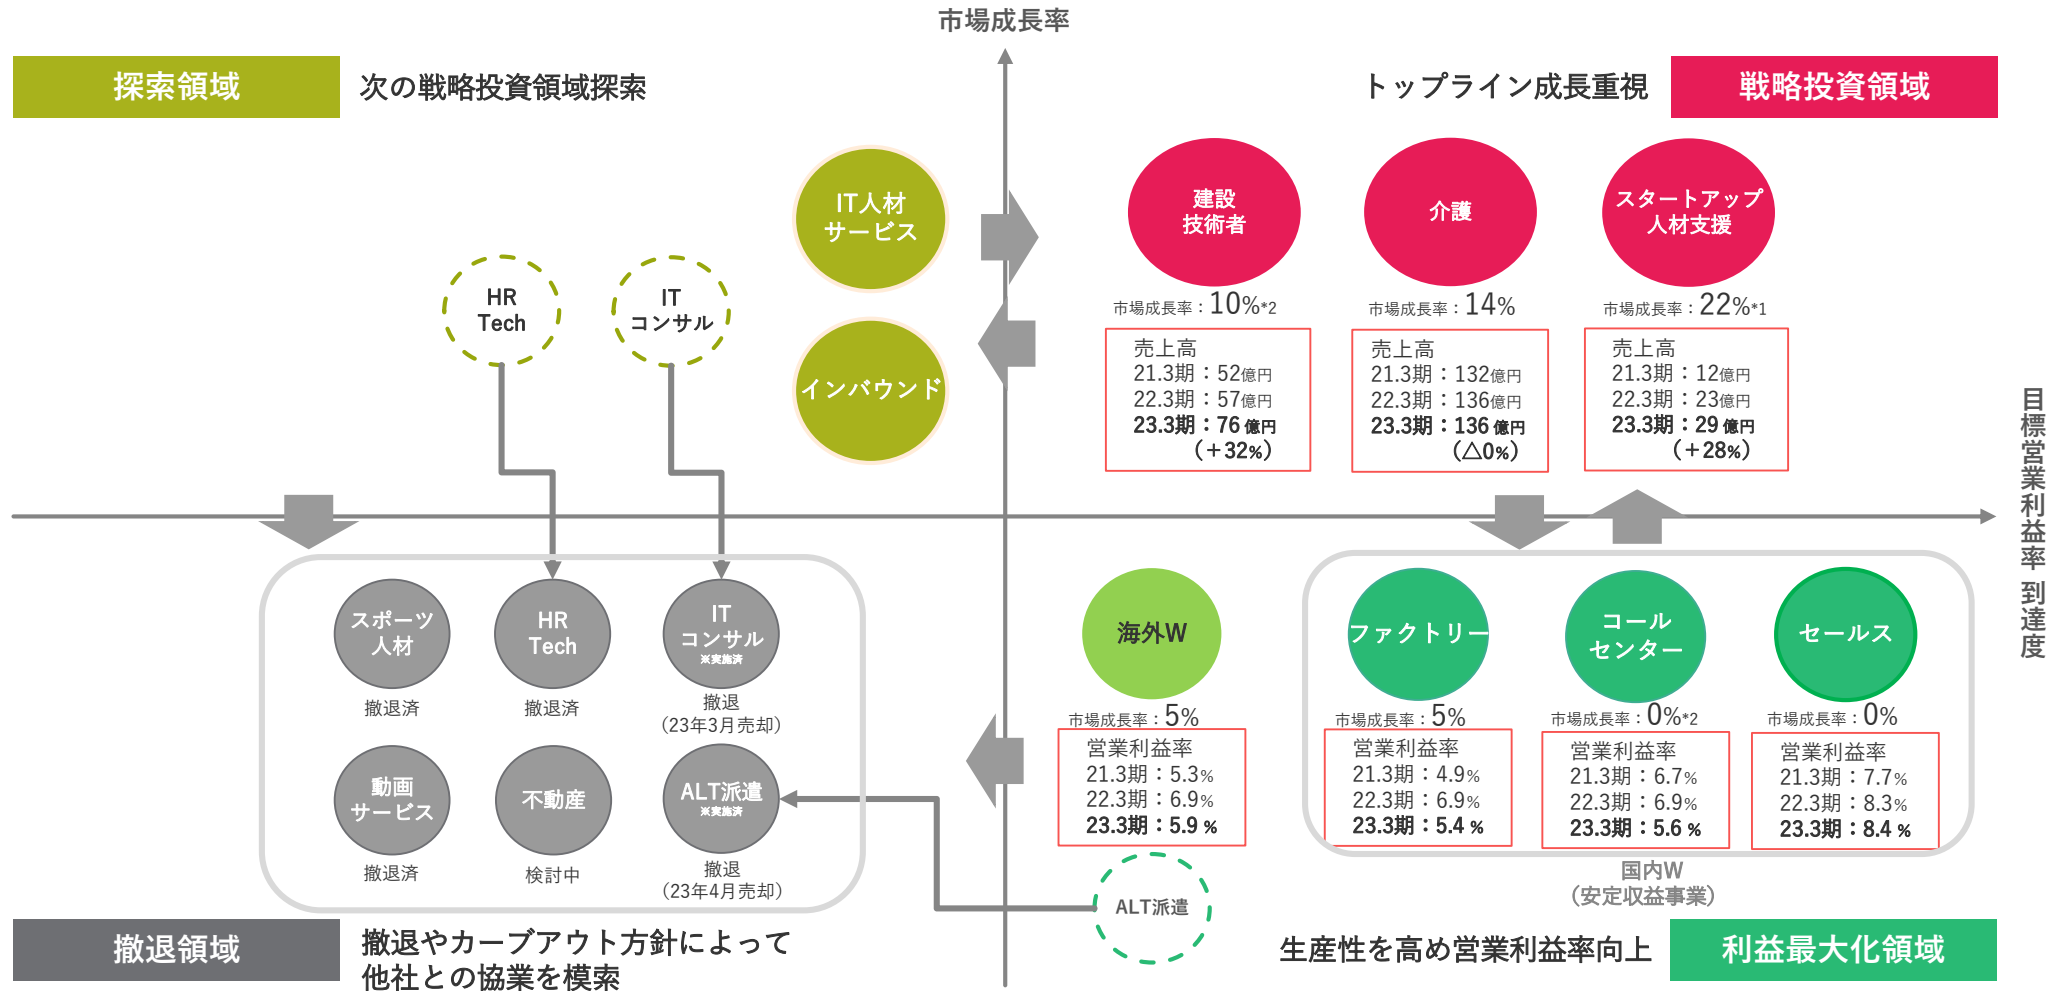 市場成長率
探索領域
次の戦略投資領域探索
トップライン成長重視
戦略投資領域
IT人材
サービス
インバウンド
HR
Tech
IT
コンサル
建設
技術者
市場成長率：10%*2
売上高
21.3期：52億円
22.3期：57億円
23.3期：76億円
（＋32%）
介護
市場成長率：14%
売上高
21.3期：132億円
22.3期：136億円
23.3期：136億円
（△0%）
スタートアップ
人材支援
市場成長率：22%*1
売上高
21.3期：12億円
22.3期：23億円
23.3期：29億円
（＋28%）
目標営業利益率 到達度
スポーツ
人材
撤退済
HR
Tech
撤退済
IT
コンサル
※実施済
撤退
（23年3月売却）
動画
サービス
撤退済
不動産
検討中
ALT派遣
※実施済
撤退
（23年4月売却）
海外W
市場成長率：5%
営業利益率
21.3期：5.3%
22.3期：6.9%
23.3期：5.9 %
ALT派遣
ファクトリー
市場成長率：5%
営業利益率
21.3期：4.9%
22.3期：6.9%
23.3期：5.4 %
コール
センター
市場成長率：0%*2
営業利益率
21.3期：6.7%
22.3期：6.9%
23.3期：5.6 %
セールス
市場成長率：0%
営業利益率
21.3期：7.7%
22.3期：8.3%
23.3期：8.4 %
国内W
（安定収益事業）
撤退領域
撤退やカーブアウト方針によって
他社との協業を模索
生産性を高め営業利益率向上
利益最大化領域